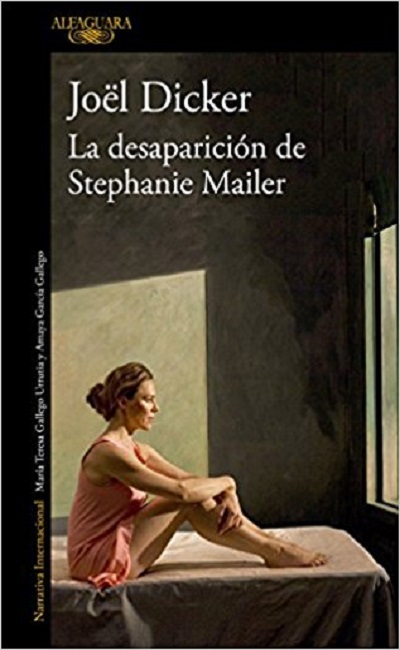 ALFAGUARA
Joël Dicker
La desaparición de
Stephanie Mailer
Narrativa Internacional María Teresa Gallego Urrutia y Amaya García Gallego